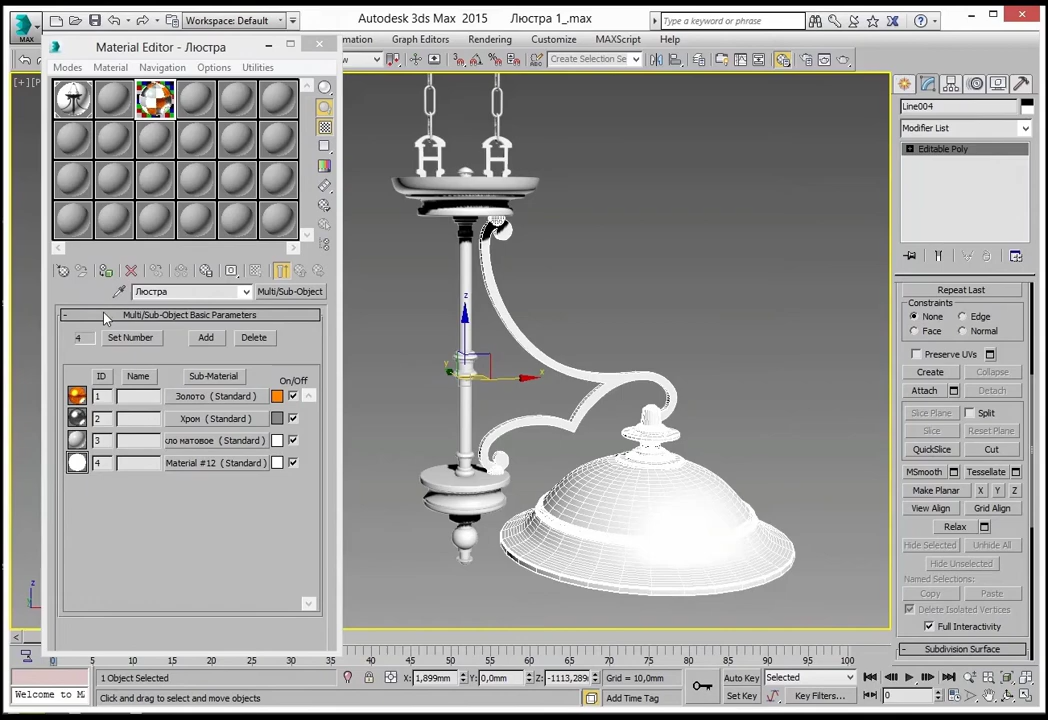 MAX
Workspace: Default
Autodesk 3ds Max 2015 Люстра 1_.max
Type a keyword or phrase
Graph Editors Rendering Customize MAXScript Help
Create Selection Se
Material Editor - Люстра
Modes Material Navigation Options Utilities
Люстра Multi/Sub-Object
- Multi/Sub-Object Basic Parameters
4 Set Number Add Delete
ID Name Sub-Material On/Off
1 Золото ( Standard )
2 Хром ( Standard )
3 кло матовое ( Standard )
4 Material #12 ( Standard )
z
x
y
Line004
Modifier List
Editable Poly
Repeat Last
Constraints
None Edge
Face Normal
Preserve UVs
Create Collapse
Attach Detach
Slice Plane Split
Slice Reset Plane
QuickSlice Cut
MSmooth Tessellate
Make Planar X Y Z
View Align Grid Align
Relax
Hide Selected Unhide All
Hide Unselected
Named Selections:
Copy Paste
Delete Isolated Vertices
Full Interactivity
- Subdivision Surface
0 5 10 15 20 25 30 35 40 45 50 55 60 65 70 75 80 85 90 95 100
1 Object Selected
X: 1,899mm Y: 0,0mm Z: -1113,289 Grid = 10,0mm
Auto Key Selected
Welcome to M
Click and drag to select and move objects
Add Time Tag
Set Key Key Filters... 0